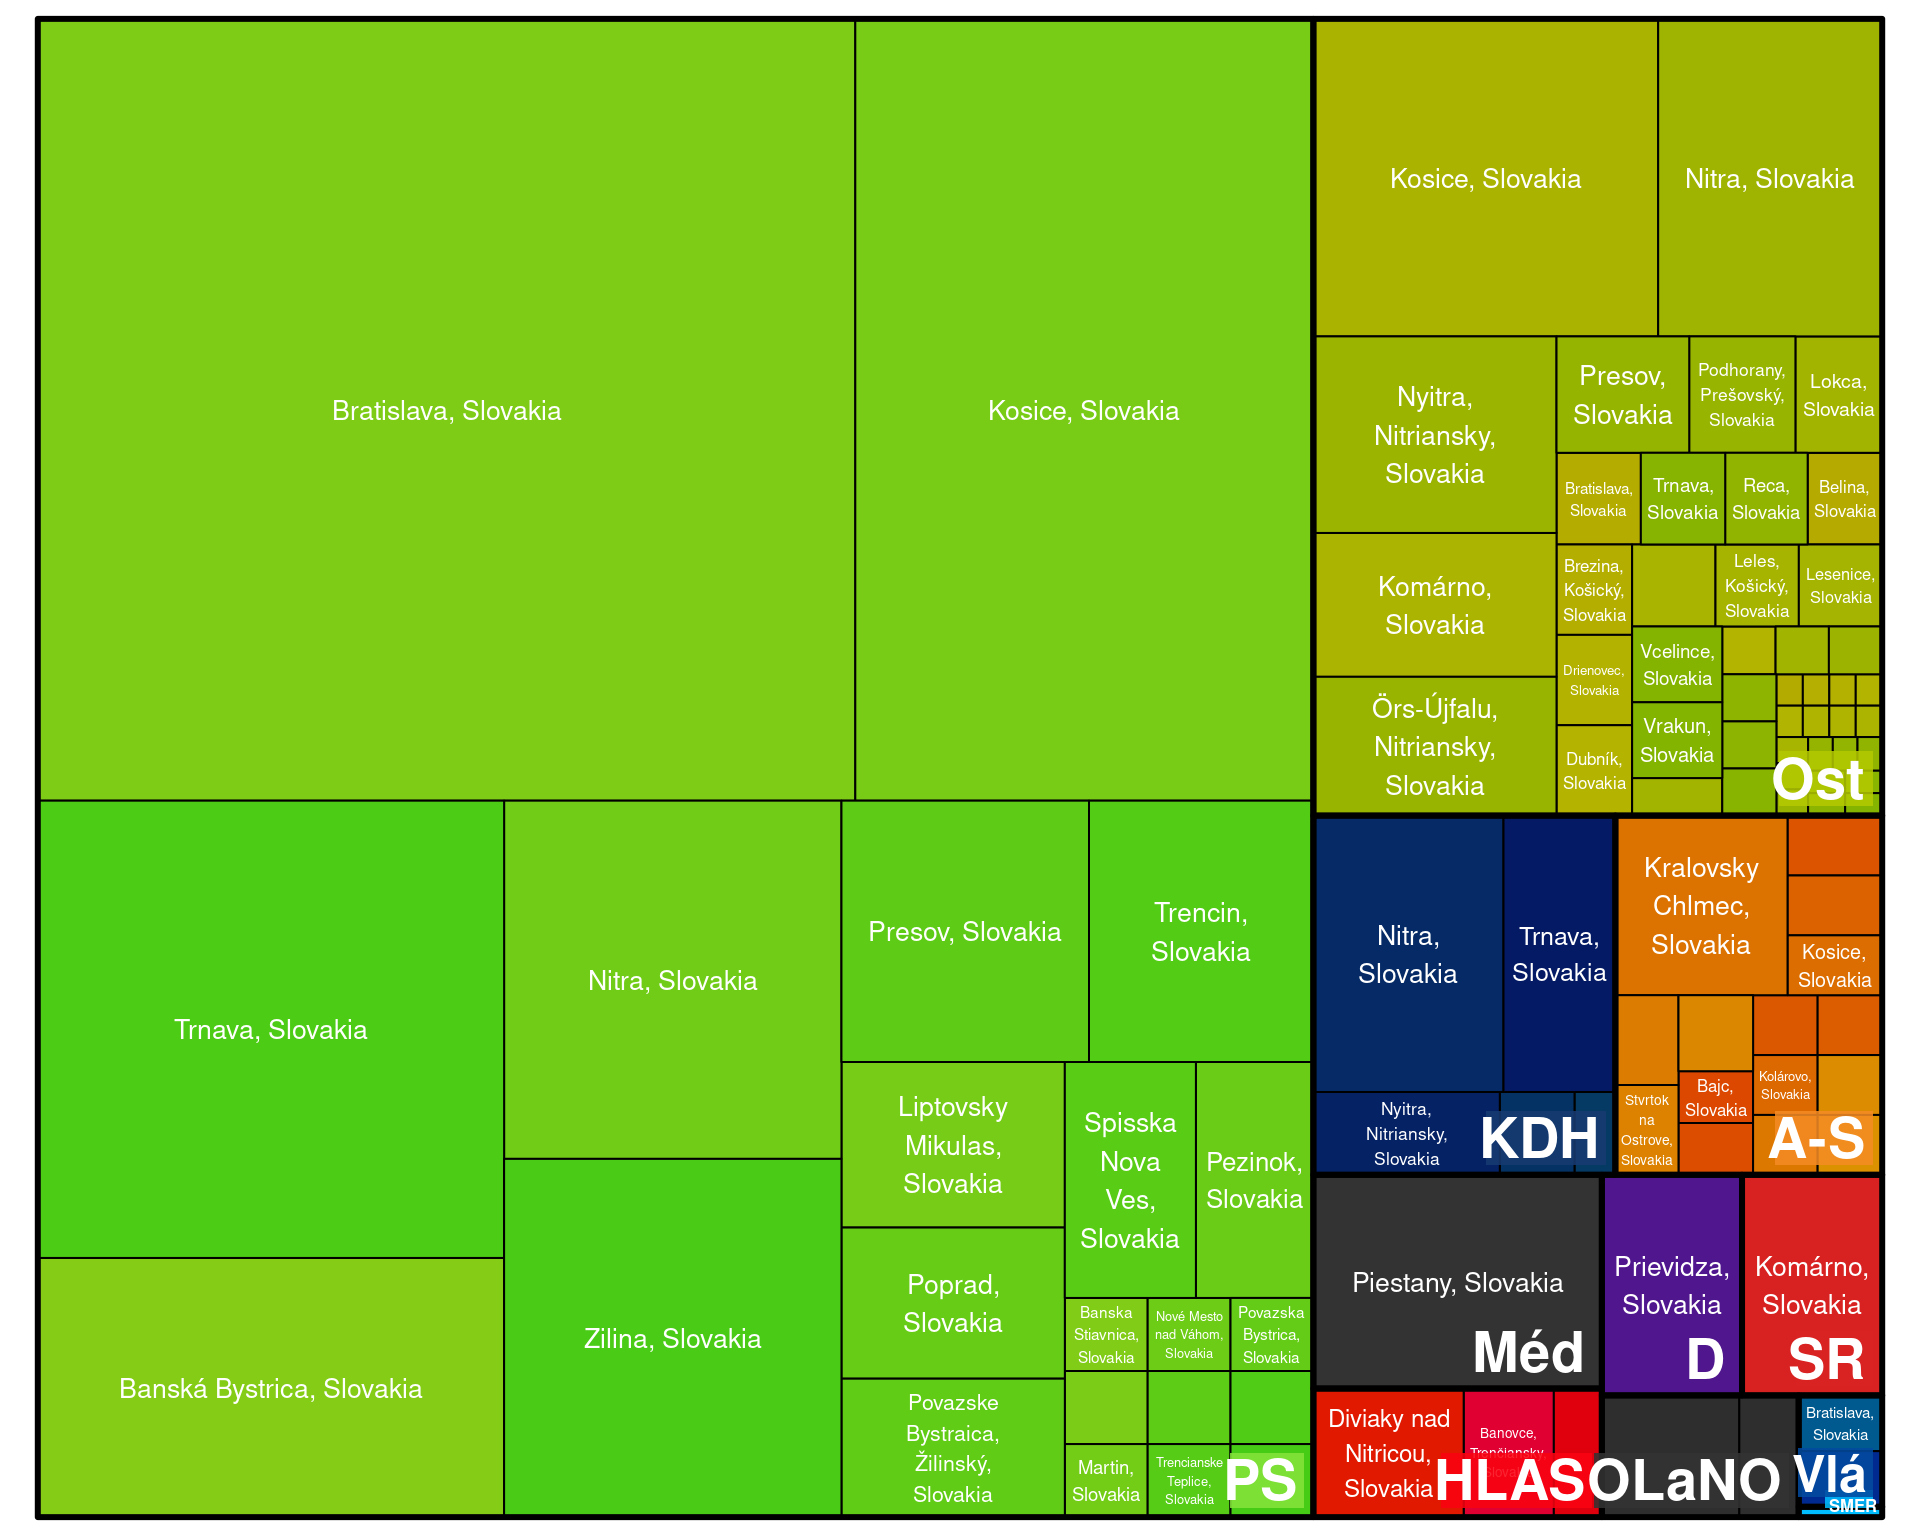 Bratislava, Slovakia
Kosice, Slovakia
Trnava, Slovakia
Banská Bystrica, Slovakia
Nitra, Slovakia
Zilina, Slovakia
Presov, Slovakia
Trencin,
Slovakia
Liptovsky
Mikulas,
Slovakia
Poprad,
Slovakia
Povazske
Bystraica,
Žilinský,
Slovakia
Spisska
Nova
Ves,
Slovakia
Pezinok,
Slovakia
Banska
Stiavnica,
Slovakia
Nové Mesto
nad Váhom,
Slovakia
Povazska
Bystrica,
Slovakia
Martin,
Slovakia
Trencianske
Teplice,
Slovakia
PS
Kosice, Slovakia
Nitra, Slovakia
Nyitra,
Nitriansky,
Slovakia
Komárno,
Slovakia
Örs-Újfalu,
Nitriansky,
Slovakia
Presov,
Slovakia
Podhorany,
Prešovský,
Slovakia
Lokca,
Slovakia
Bratislava,
Slovakia
Trnava,
Slovakia
Reca,
Slovakia
Belina,
Slovakia
Brezina,
Košický,
Slovakia
Leles,
Košický,
Slovakia
Lesenice,
Slovakia
Drienovec,
Slovakia
Dubník,
Slovakia
Vcelince,
Slovakia
Vrakun,
Slovakia
Ost
Nitra,
Slovakia
Trnava,
Slovakia
Nyitra,
Nitriansky,
Slovakia
KDH
Kralovsky
Chlmec,
Slovakia
Kosice,
Slovakia
Stvrtok
na
Ostrove,
Slovakia
Bajc,
Slovakia
Kolárovo,
Slovakia
A-S
Piestany, Slovakia
Méd
Prievidza,
Slovakia
D
Komárno,
Slovakia
SR
Diviaky nad
Nitricou,
Slovakia
Banovce,
Trenčiansky,
Slovakia
HLAS
OLaNO
Bratislava,
Slovakia
Vlá
SMER